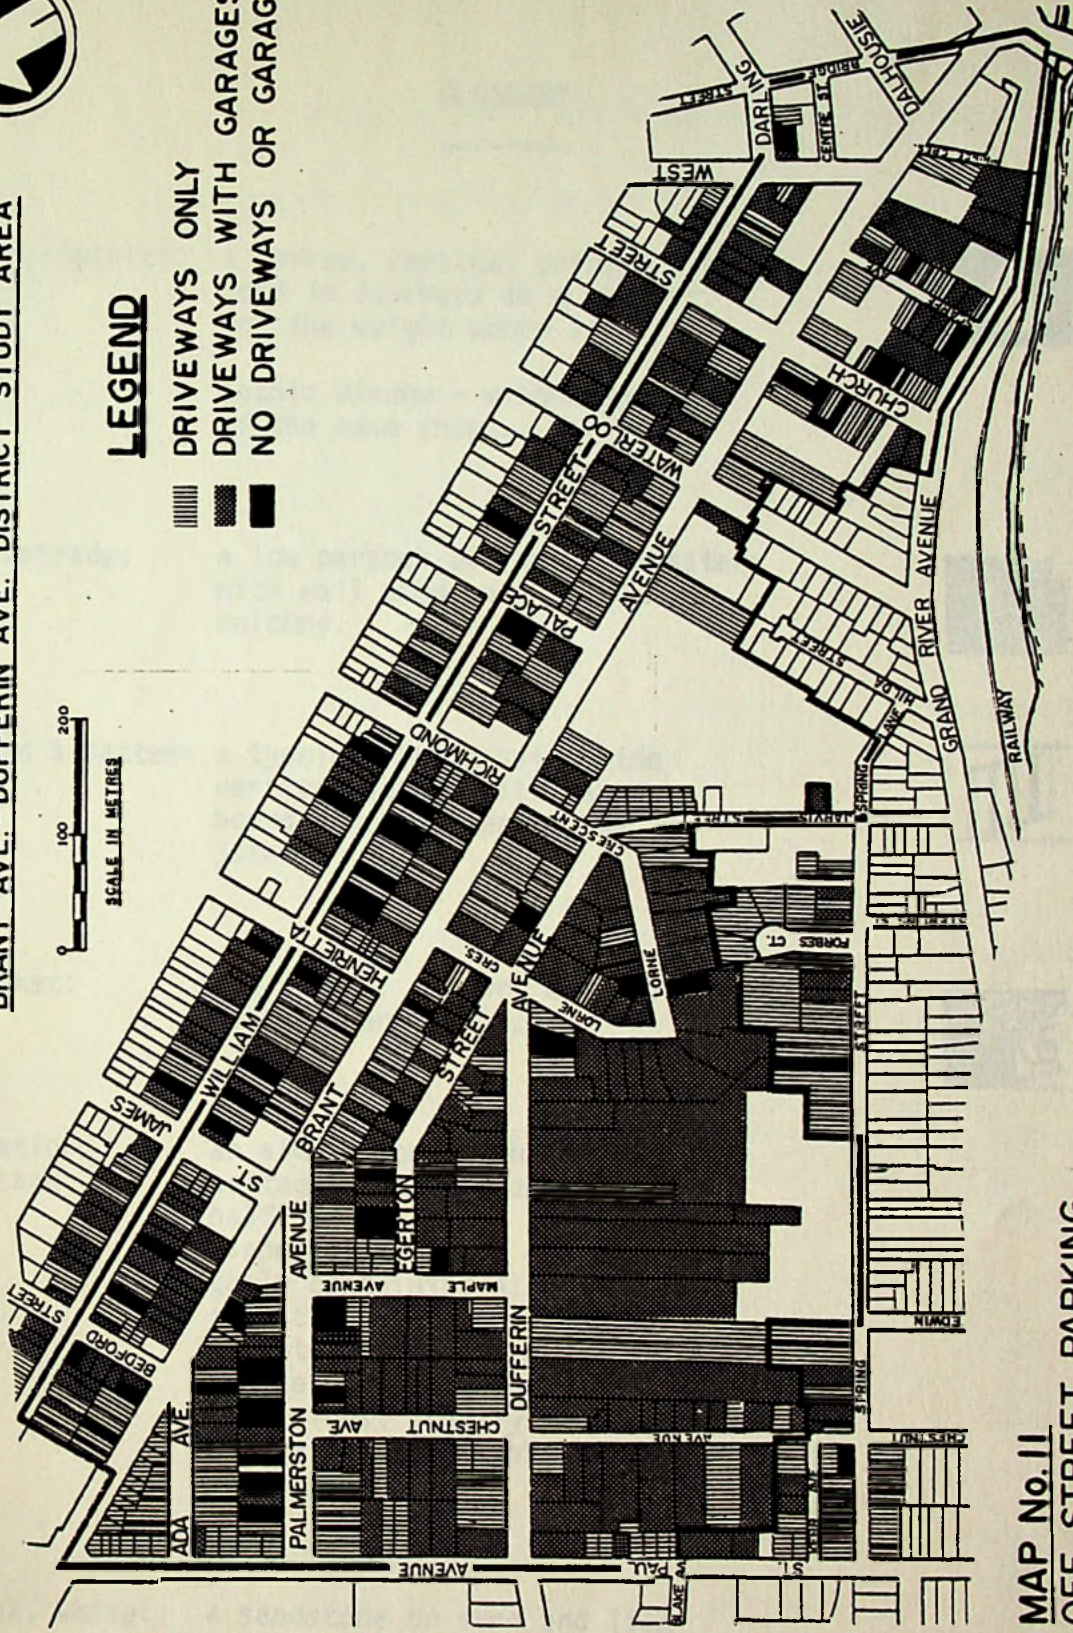 BRANT AVE. DUFFERIN AVE. DISTRICT STUDY AREA
0 100 200
SCALE IN METRES
LEGEND
DRIVEWAYS ONLY
DRIVEWAYS WITH GARAGES
NO DRIVEWAYS OR GARAG
STREET
DARLING
BRIDGE
DALHOUSIE
CENTRE ST.
WEST
STREET
CHURCH
WATERLOO
STREET
AVENUE
PALACE
RICHMOND
CRESCENT
STREET
HILDA
RIVER AVENUE
GRAND
RAILWAY
AVE.
SPRING
JARVIS
STREET
HENRIETTA
WILLIAM
JAMES
ST.
BRANT
CRES.
STREET
AVENUE
LORNE
LORNE
FORBES
CT.
STREET
STERLING ST.
STREET
BEDFORD
AVENUE
EGERTON
MAPLE
AVENUE
DUFFERIN
EDWIN
SPRING
CHESTNUT
AVE
AVENUE
CHESTNUT
PALMERSTON
ADA AVE.
AVENUE
ST. PAUL
BLAKE
MAP No. 11
OFF STREET PARKING